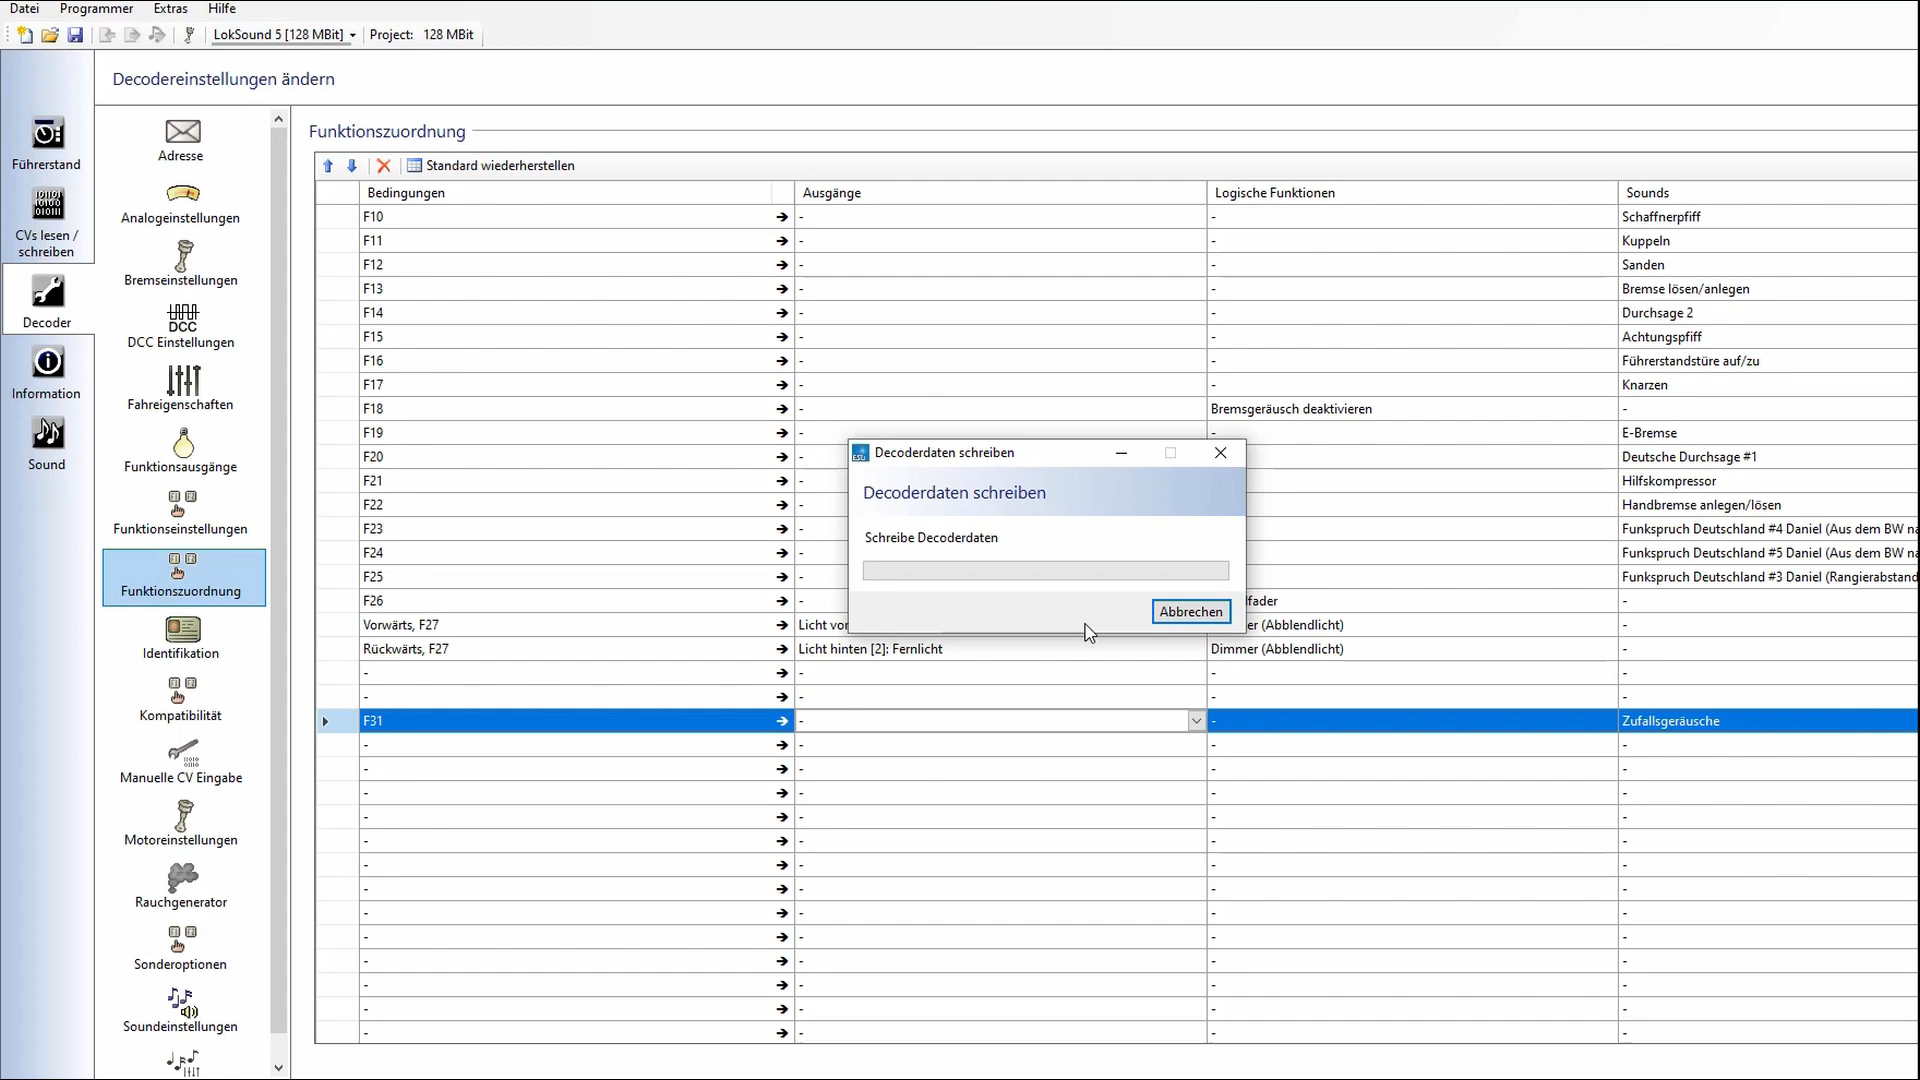 Datei Programmer Extras Hilfe
LokSound 5 [128 MBit] Project: 128 MBit
Decodereinstellungen ändern
Führerstand
CVs lesen /
schreiben
Decoder
Information
Sound
Adresse
Analogeinstellungen
Bremseinstellungen
DCC
DCC Einstellungen
Fahreigenschaften
Funktionsausgänge
Funktionseinstellungen
Funktionszuordnung
Identifikation
Kompatibilität
Manuelle CV Eingabe
Motoreinstellungen
Rauchgenerator
Sonderoptionen
Soundeinstellungen
Funktionszuordnung
Standard wiederherstellen
Bedingungen Ausgänge Logische Funktionen Sounds
F10 - - Schaffnerpfiff
F11 - - Kuppeln
F12 - - Sanden
F13 - - Bremse lösen/anlegen
F14 - - Durchsage 2
F15 - - Achtungspfiff
F16 - - Führerstandstüre auf/zu
F17 - - Knarzen
F18 - Bremsgeräusch deaktivieren -
F19 - - E-Bremse
F20 - Deutsche Durchsage #1
F21 - Hilfskompressor
F22 - Handbremse anlegen/lösen
F23 - Funkspruch Deutschland #4 Daniel (Aus dem BW na
F24 - Funkspruch Deutschland #5 Daniel (Aus dem BW na
F25 - Funkspruch Deutschland #3 Daniel (Rangierabstand
F26 - fader -
Vorwärts, F27 Licht vor er (Abblendlicht) -
Rückwärts, F27 Licht hinten [2]: Fernlicht Dimmer (Abblendlicht) -
- - - -
- - - -
F31 - - Zufallsgeräusche
- - - -
- - - -
- - - -
- - - -
- - - -
- - - -
- - - -
- - - -
- - - -
- - - -
- - - -
- - - -
- - - -
Decoderdaten schreiben
Decoderdaten schreiben
Schreibe Decoderdaten
Abbrechen